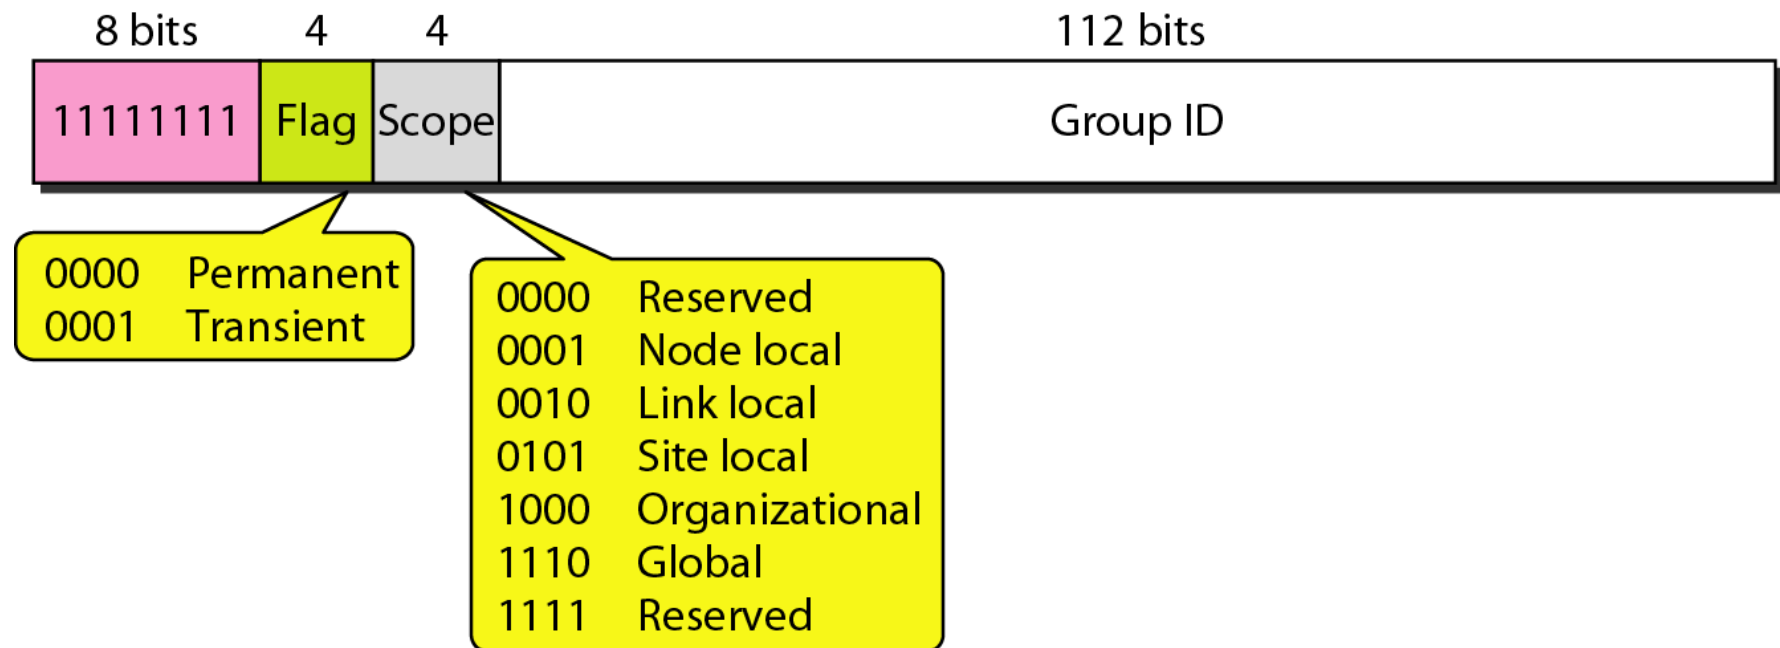 8 bits 4 4 112 bits
11111111 Flag Scope Group ID
0000 Permanent
0001 Transient
0000 Reserved
0001 Node local
0010 Link local
0101 Site local
1000 Organizational
1110 Global
1111 Reserved